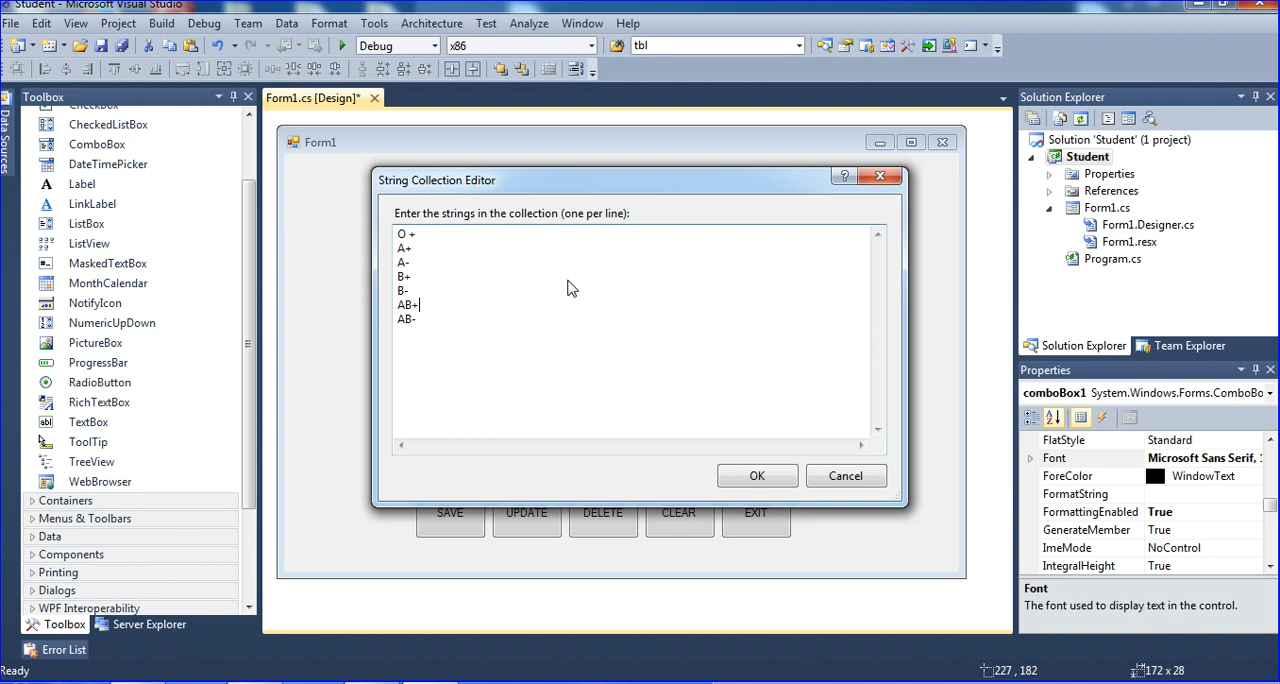 Student - Microsoft Visual Studio
File Edit View Project Build Debug Team Data Format Tools Architecture Test Analyze Window Help
Debug x86 tbl
Toolbox
Form1.cs [Design]*
Solution Explorer
Data Sources
CheckBox
CheckedListBox
ComboBox
DateTimePicker
Label
LinkLabel
ListBox
ListView
MaskedTextBox
MonthCalendar
NotifyIcon
NumericUpDown
PictureBox
ProgressBar
RadioButton
RichTextBox
TextBox
ToolTip
TreeView
WebBrowser
Containers
Menus & Toolbars
Data
Components
Printing
Dialogs
WPF Interoperability
Toolbox Server Explorer
Error List
Form1
String Collection Editor
Enter the strings in the collection (one per line):
O +
A+
A-
B+
B-
AB+
AB-
OK Cancel
SAVE UPDATE DELETE CLEAR EXIT
Solution 'Student' (1 project)
Student
Properties
References
Form1.cs
Form1.Designer.cs
Form1.resx
Program.cs
Solution Explorer Team Explorer
Properties
comboBox1 System.Windows.Forms.ComboBo
FlatStyle Standard
Font Microsoft Sans Serif, 1
ForeColor WindowText
FormatString
FormattingEnabled True
GenerateMember True
ImeMode NoControl
IntegralHeight True
Font
The font used to display text in the control.
Ready 227 , 182 172 x 28